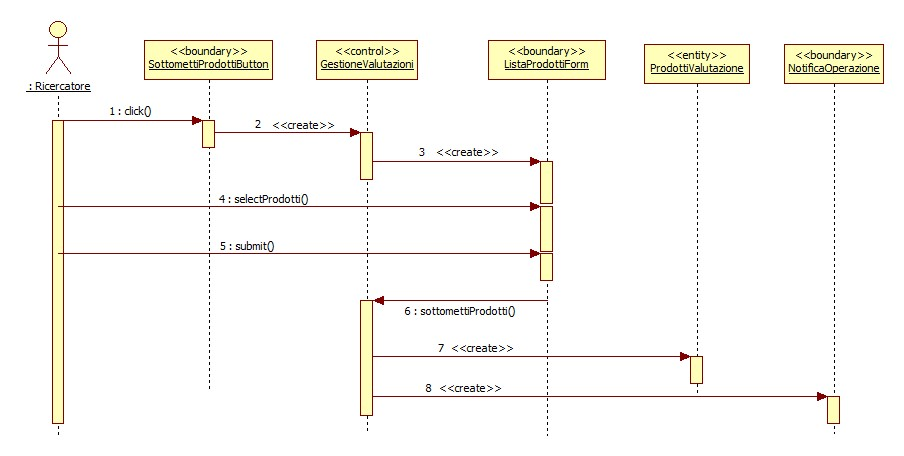 <<boundary>>
SottomettiProdottiButton
<<control>>
GestioneValutazioni
<<boundary>>
ListaProdottiForm
<<entity>>
ProdottiValutazione
<<boundary>>
NotificaOperazione
: Ricercatore
1 : click()
2 <<create>>
3 <<create>>
4 : selectProdotti()
5 : submit()
6 : sottomettiProdotti()
7 <<create>>
8 <<create>>